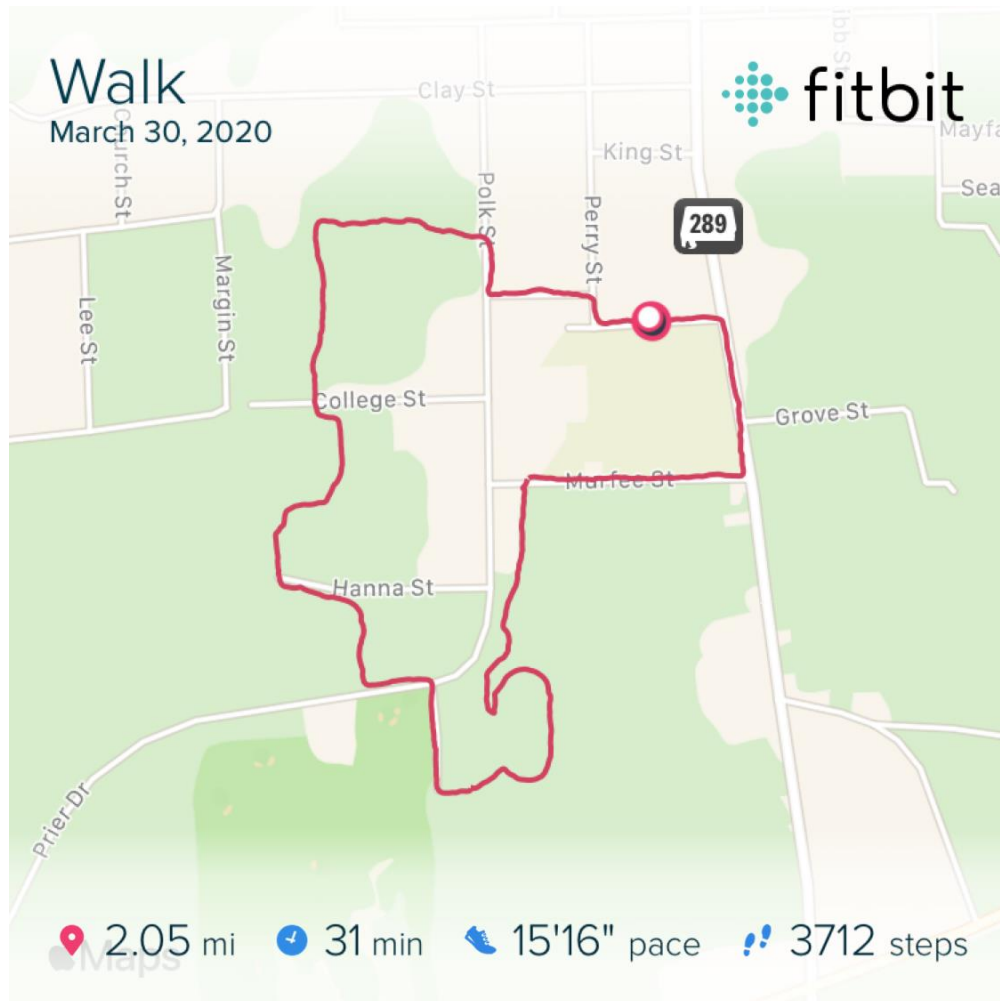 Walk
March 30, 2020
fitbit
Clay St
King St
Church St
Polk St
Perry St
289
Mayfa
Sea
Lee St
Margin St
College St
Grove St
Murfee St
Hanna St
Prier Dr
2.05 mi
31 min
15'16" pace
3712 steps
Maps